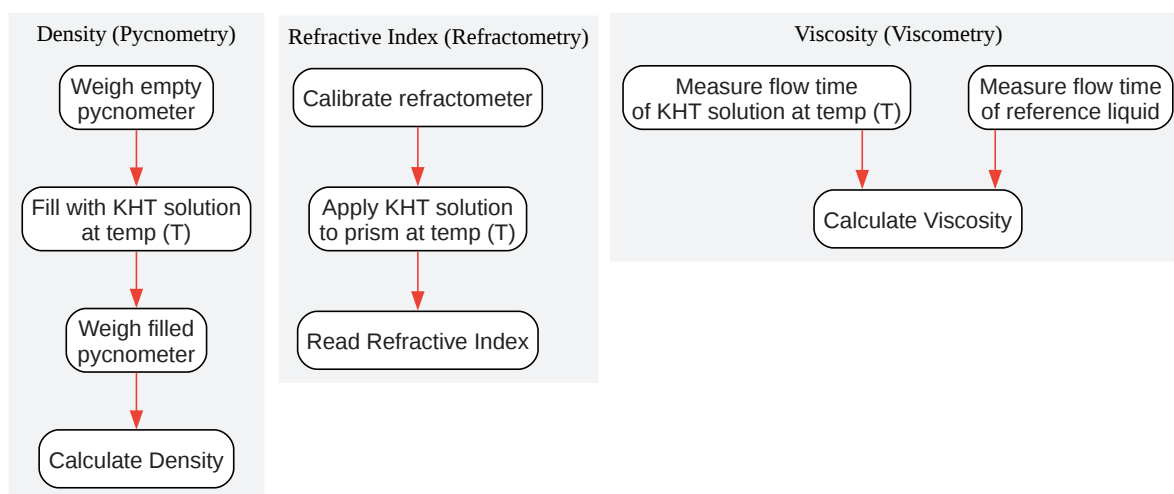 Density (Pycnometry)
Weigh empty
pycnometer
Fill with KHT solution
at temp (T)
Weigh filled
pycnometer
Calculate Density
Refractive Index (Refractometry)
Calibrate refractometer
Apply KHT solution
to prism at temp (T)
Read Refractive Index
Viscosity (Viscometry)
Measure flow time
of KHT solution at temp (T)
Measure flow time
of reference liquid
Calculate Viscosity